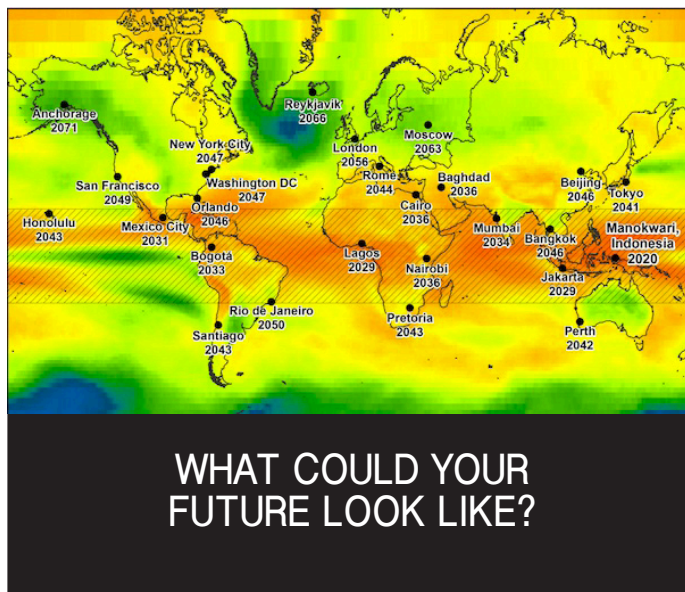 Anchorage
2071
Reykjavik
2066
Moscow
2063
New York City
2047
London
2056
Rome
2044
Baghdad
2036
Beijing
2046
Tokyo
2041
San Francisco
2049
Washington DC
2047
Orlando
2046
Cairo
2036
Honolulu
2043
Mexico City
2031
Mumbai
2034
Bangkok
2046
Manokwari,
Indonesia
2020
Bogotá
2033
Lagos
2029
Nairobi
2036
Jakarta
2029
Rio de Janeiro
2050
Pretoria
2043
Santiago
2043
Perth
2042
WHAT COULD YOUR
FUTURE LOOK LIKE?